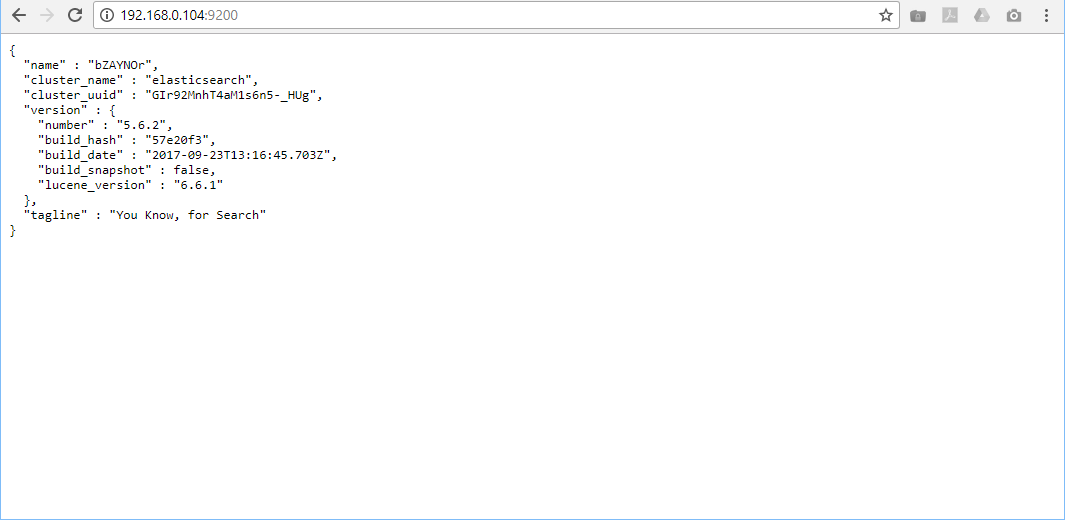 192.168.0.104:9200
{
  "name" : "bZAYNOr",
  "cluster_name" : "elasticsearch",
  "cluster_uuid" : "GIr92MnhT4aM1s6n5-_HUg",
  "version" : {
    "number" : "5.6.2",
    "build_hash" : "57e20f3",
    "build_date" : "2017-09-23T13:16:45.703Z",
    "build_snapshot" : false,
    "lucene_version" : "6.6.1"
  },
  "tagline" : "You Know, for Search"
}